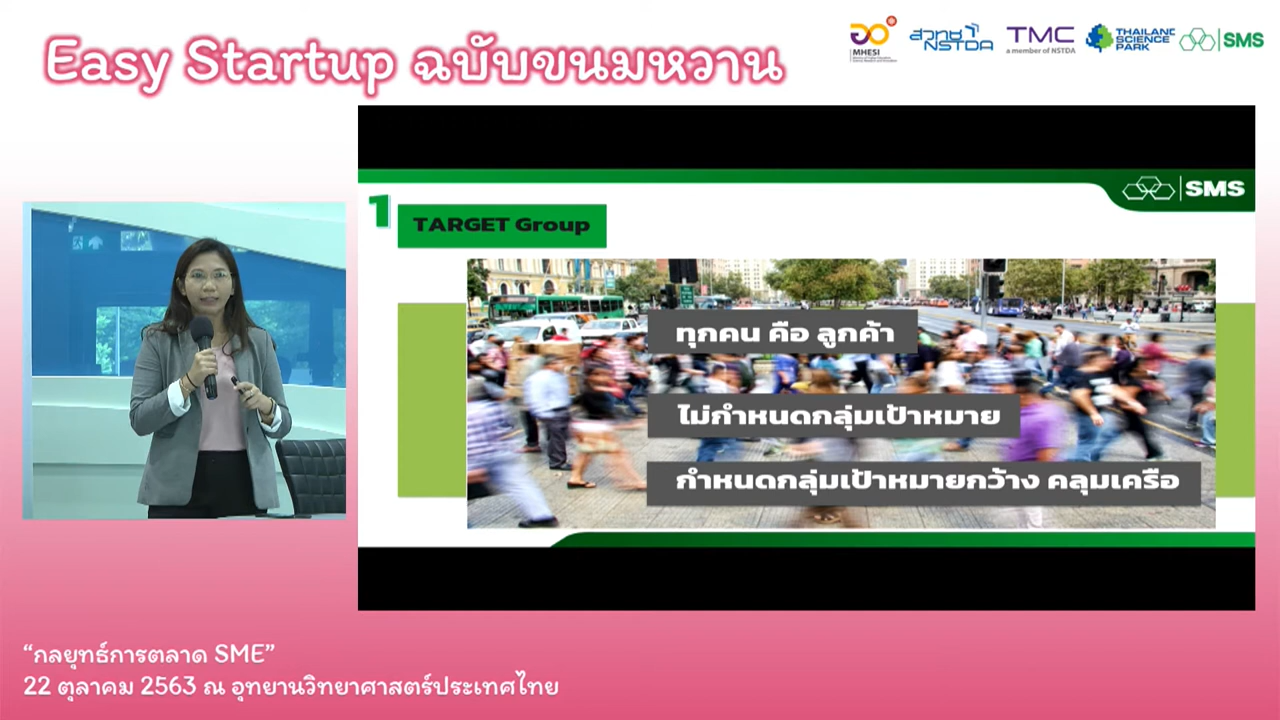 Easy Startup ฉบับขนมหวาน
MHESI
สวทช
NSTDA
TMC
a member of NSTDA
THAILAND
SCIENCE
PARK
SMS
SMS
1
TARGET Group
ทุกคน คือ ลูกค้า
ไม่กำหนดกลุ่มเป้าหมาย
กำหนดกลุ่มเป้าหมายกว้าง คลุมเครือ
“กลยุทธ์การตลาด SME”
22 ตุลาคม 2563 ณ อุทยานวิทยาศาสตร์ประเทศไทย